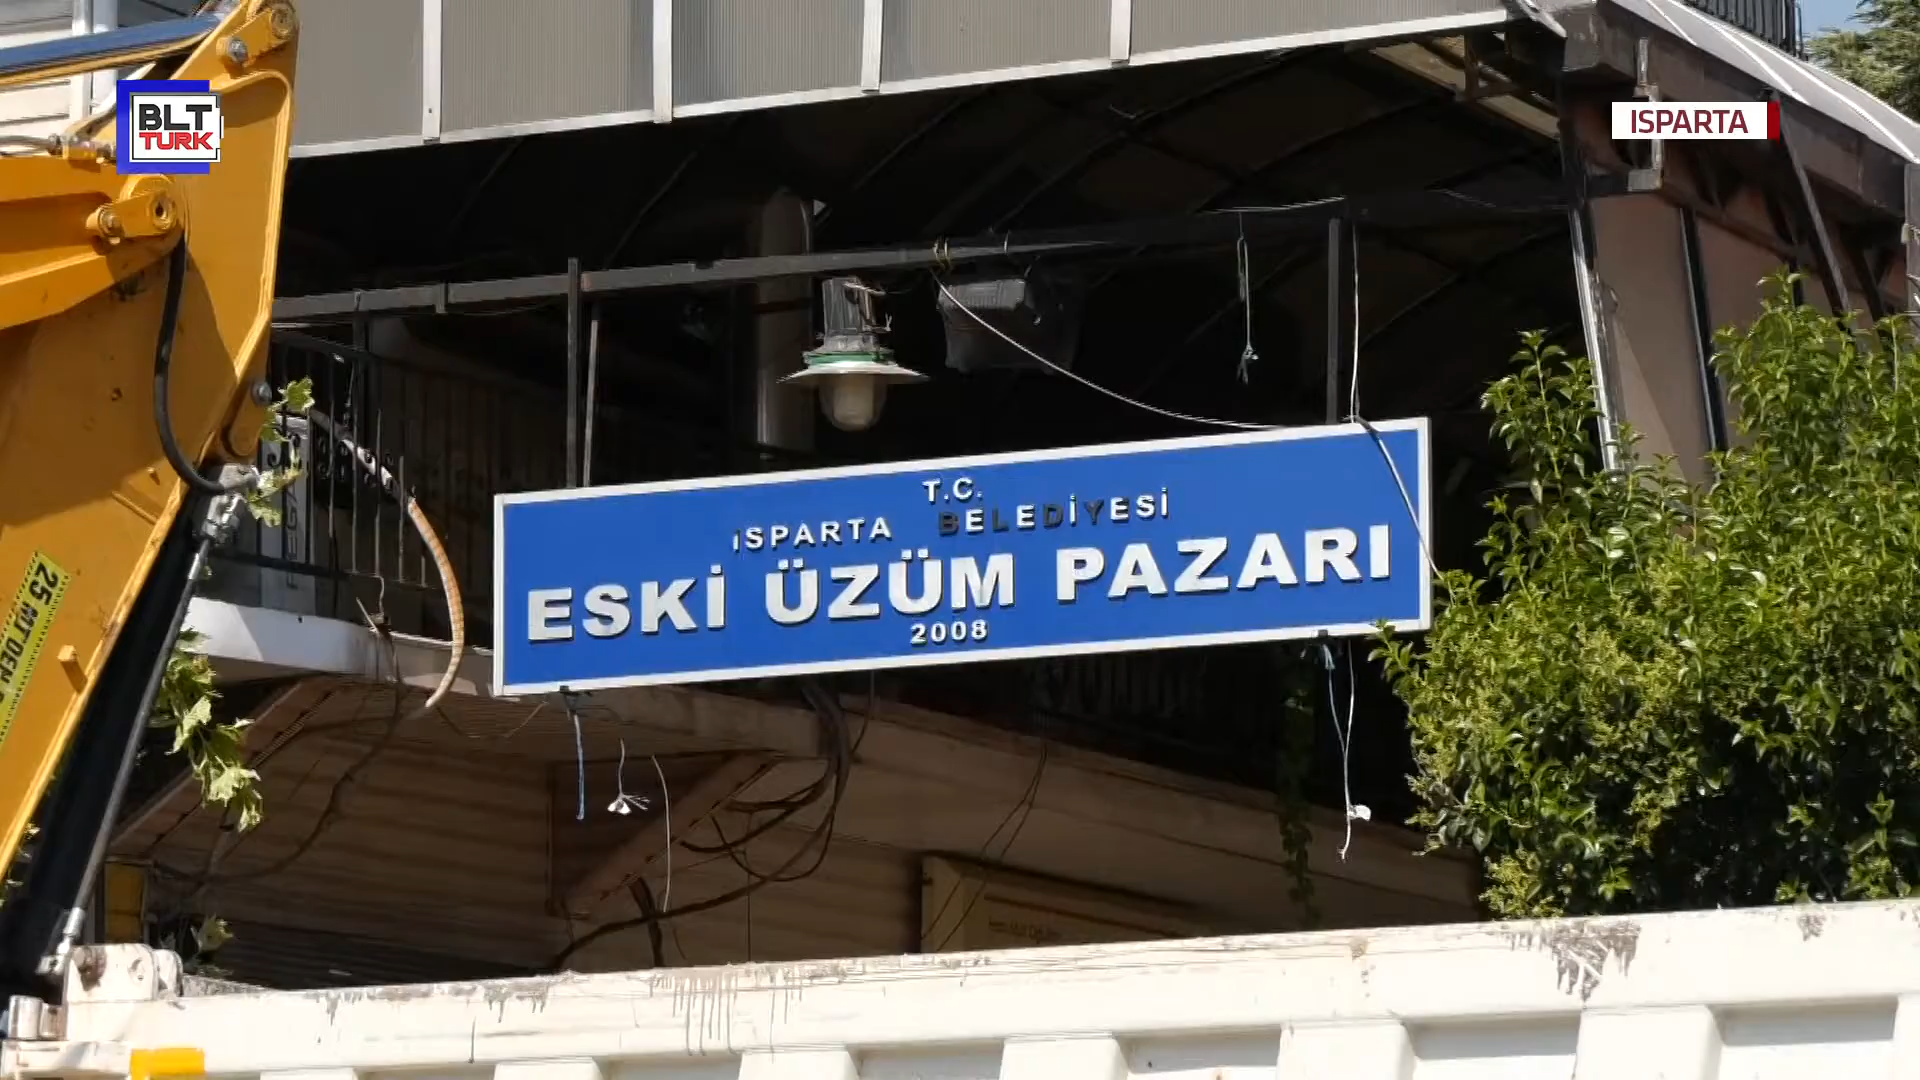 BLT
TURK
ISPARTA
T.C.
ISPARTA BELEDİYESİ
ESKİ ÜZÜM PAZARI
2008